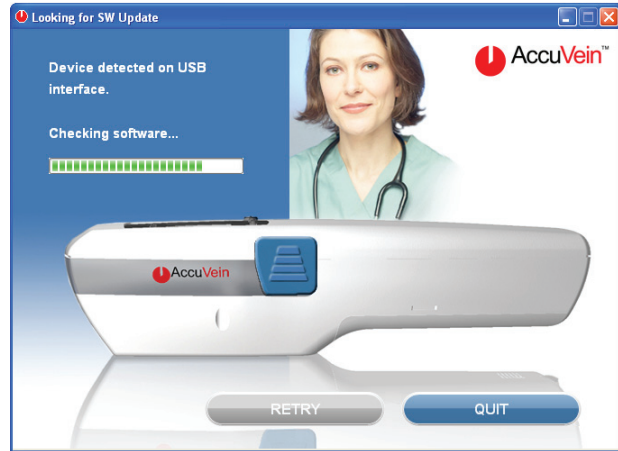 Looking for SW Update
AccuVein™
Device detected on USB
interface.
Checking software...
AccuVein
RETRY
QUIT